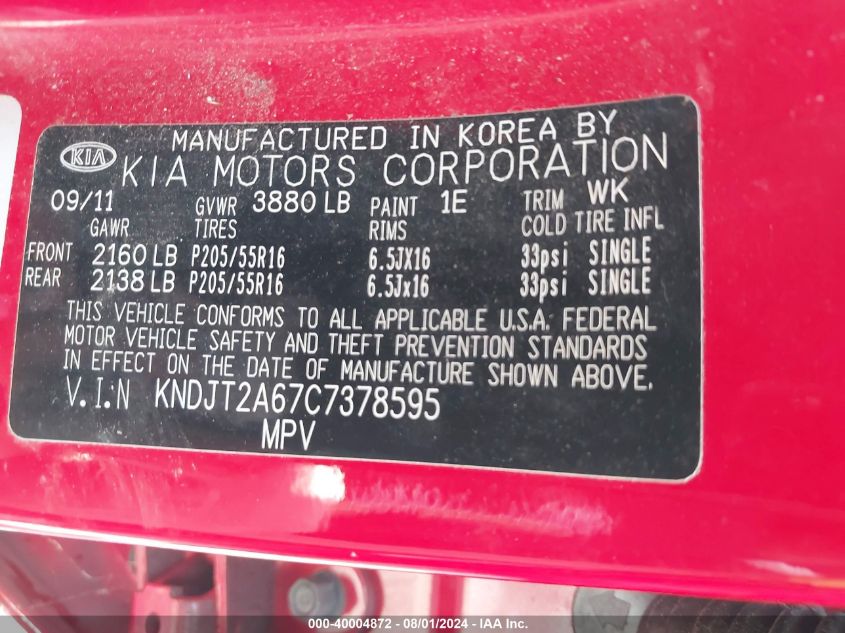 MANUFACTURED IN KOREA BY
KIA KIA MOTORS CORPORATION
09/11 GVWR 3880 LB PAINT 1E TRIM WK
GAWR TIRES RIMS COLD TIRE INFL
FRONT 2160 LB P205/55R16 6.5JX16 33psi SINGLE
REAR 2138 LB P205/55R16 6.5Jx16 33psi SINGLE
THIS VEHICLE CONFORMS TO ALL APPLICABLE U.S.A. FEDERAL
MOTOR VEHICLE SAFETY AND THEFT PREVENTION STANDARDS
IN EFFECT ON THE DATE OF MANUFACTURE SHOWN ABOVE.
V.I.N KNDJT2A67C7378595
MPV
000-40004872 - 08/01/2024 - IAA Inc.